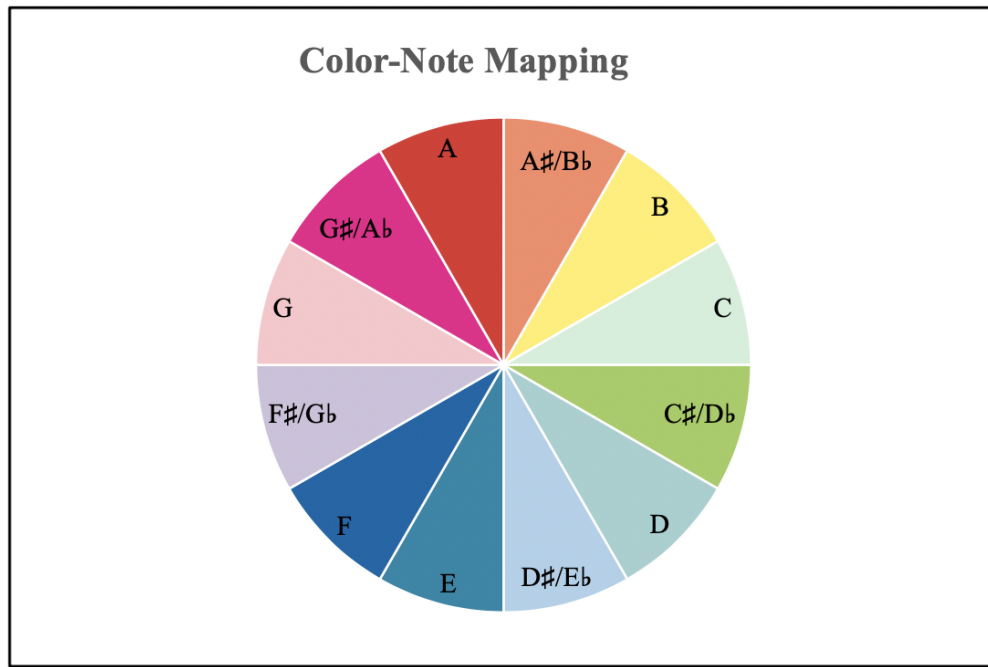 Color-Note Mapping
A
A♯/B♭
B
C
C♯/D♭
D
D♯/E♭
E
F
F♯/G♭
G
G♯/A♭